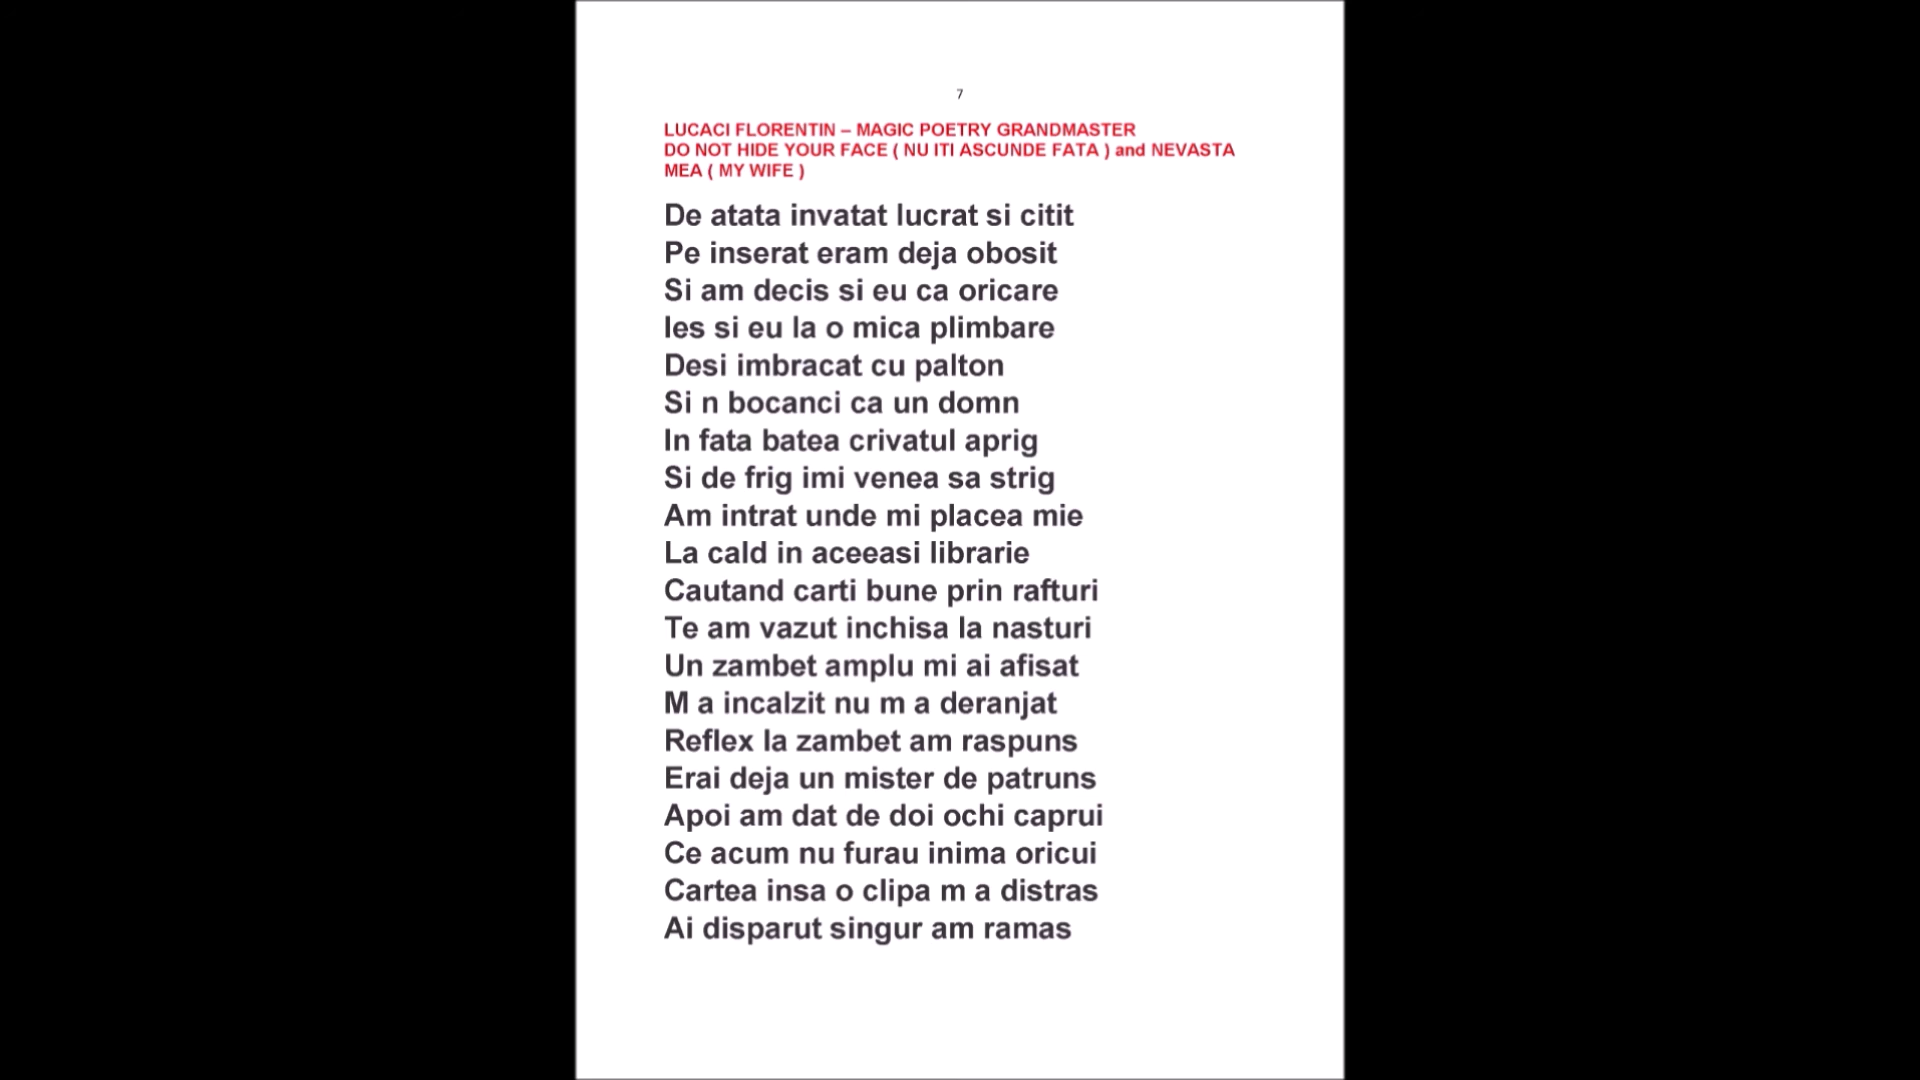 7
LUCACI FLORENTIN – MAGIC POETRY GRANDMASTER
DO NOT HIDE YOUR FACE ( NU ITI ASCUNDE FATA ) and NEVASTA
MEA ( MY WIFE )
De atata invatat lucrat si citit
Pe inserat eram deja obosit
Si am decis si eu ca oricare
Ies si eu la o mica plimbare
Desi imbracat cu palton
Si n bocanci ca un domn
In fata batea crivatul aprig
Si de frig imi venea sa strig
Am intrat unde mi placea mie
La cald in aceeasi librarie
Cautand carti bune prin rafturi
Te am vazut inchisa la nasturi
Un zambet amplu mi ai afisat
M a incalzit nu m a deranjat
Reflex la zambet am raspuns
Erai deja un mister de patruns
Apoi am dat de doi ochi caprui
Ce acum nu furau inima oricui
Cartea insa o clipa m a distras
Ai disparut singur am ramas